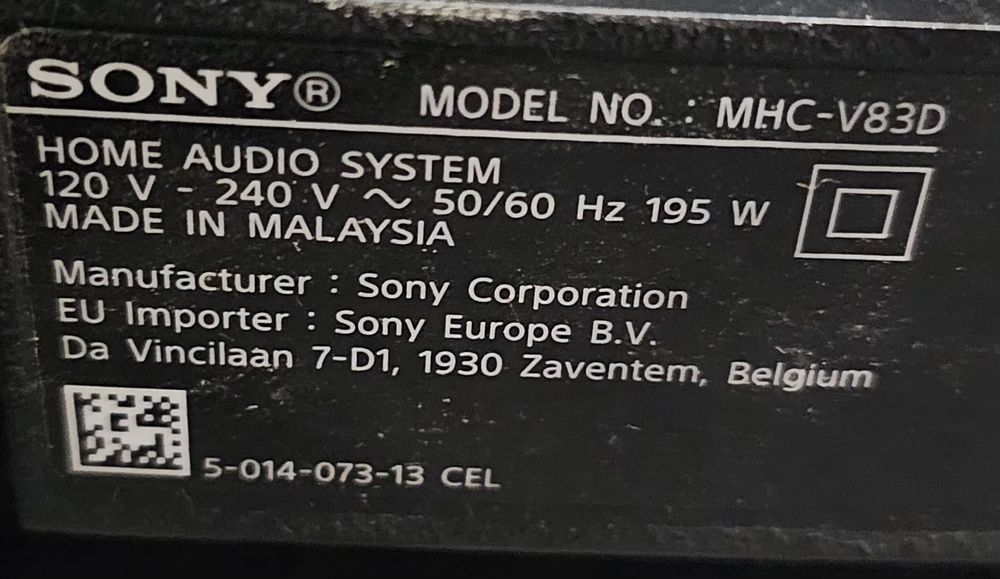 SONY®
MODEL NO. : MHC-V83D
HOME AUDIO SYSTEM
120 V - 240 V ~ 50/60 Hz 195 W
MADE IN MALAYSIA
Manufacturer : Sony Corporation
EU Importer : Sony Europe B.V.
Da Vincilaan 7-D1, 1930 Zaventem, Belgium
5-014-073-13 CEL